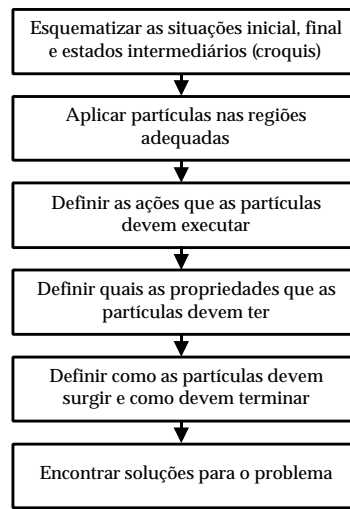 Esquematizar as situações inicial, final
e estados intermediários (croquis)
Aplicar partículas nas regiões
adequadas
Definir as ações que as partículas
devem executar
Definir quais as propriedades que as
partículas devem ter
Definir como as partículas devem
surgir e como devem terminar
Encontrar soluções para o problema